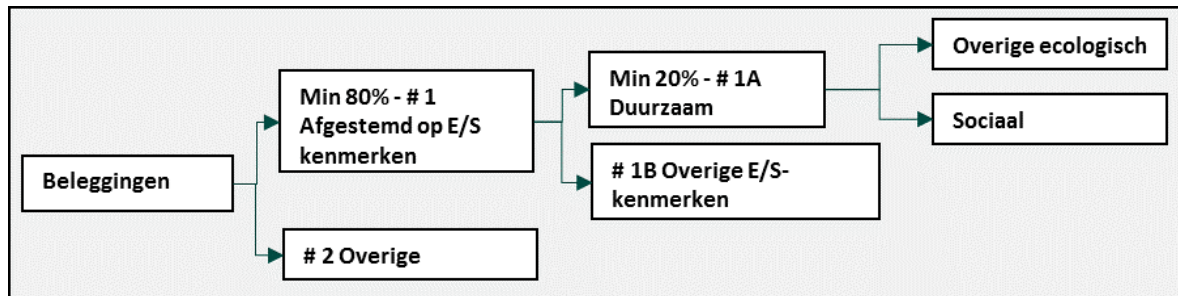 Beleggingen
Min 80% - # 1
Afgestemd op E/S
kenmerken
# 2 Overige
Min 20% - # 1A
Duurzaam
# 1B Overige E/S-
kenmerken
Overige ecologisch
Sociaal